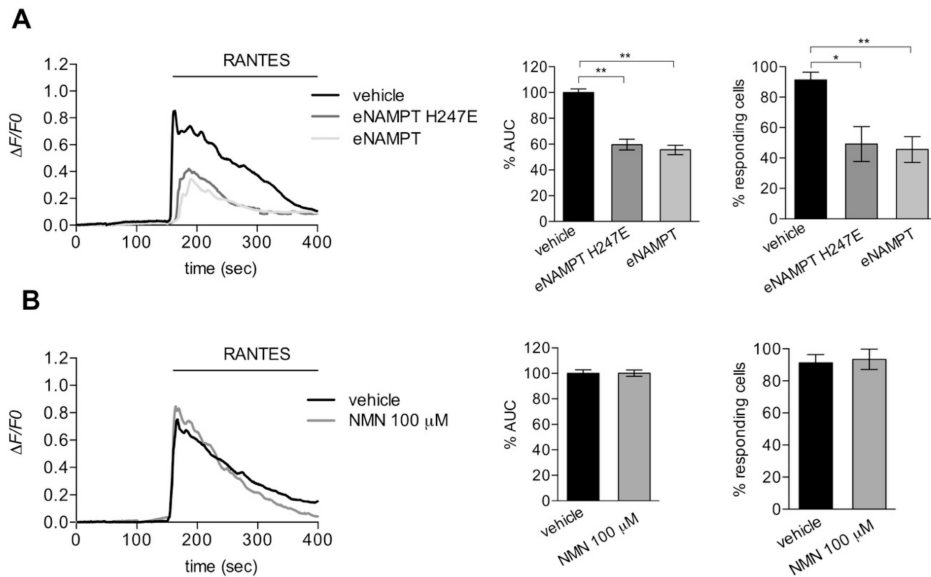 A
RANTES
1.2
1.0
0.8
0.6
0.4
0.2
0.0
ΔF/F0
0 100 200 300 400
time (sec)
vehicle
eNAMPT H247E
eNAMPT
** **
120
100
80
60
40
20
0
% AUC
vehicle
eNAMPT H247E
eNAMPT
** *
100
80
60
40
20
0
% responding cells
vehicle
eNAMPT H247E
eNAMPT
B
RANTES
1.2
1.0
0.8
0.6
0.4
0.2
0.0
ΔF/F0
0 100 200 300 400
time (sec)
vehicle
NMN 100 μM
120
100
80
60
40
20
0
% AUC
vehicle
NMN 100 μM
100
80
60
40
20
0
% responding cells
vehicle
NMN 100 μM